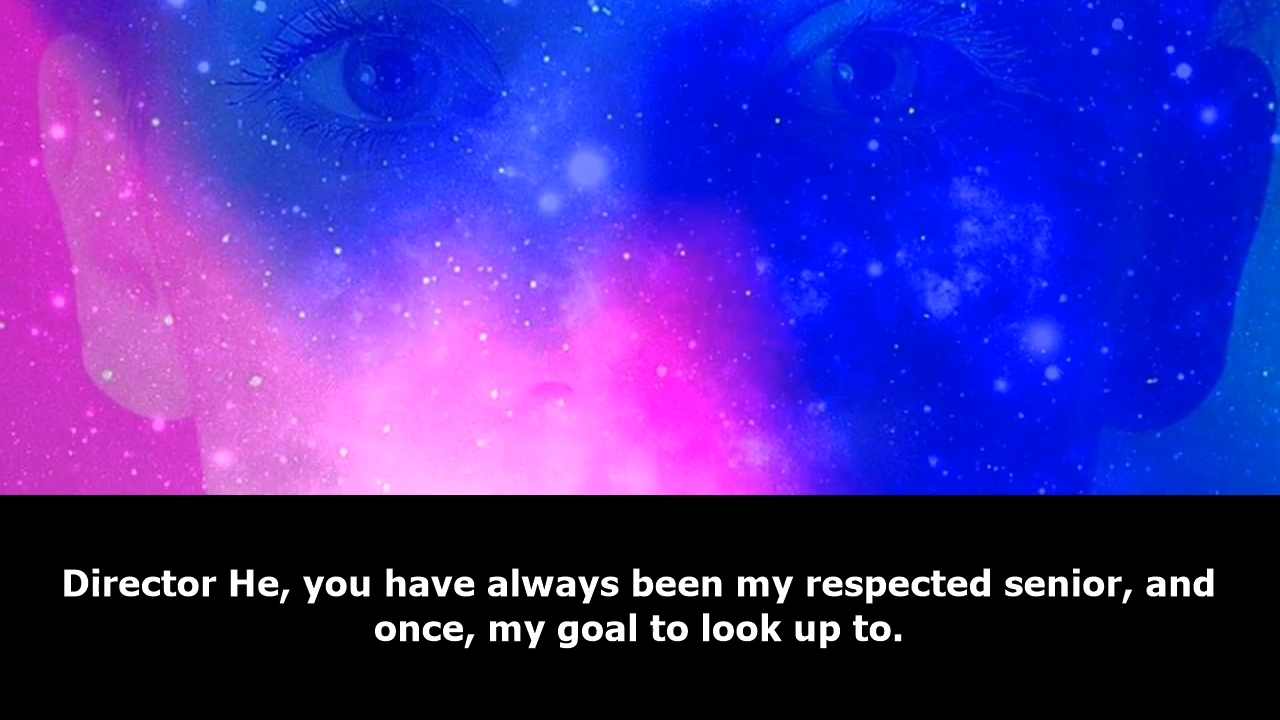 Director He, you have always been my respected senior, and
once, my goal to look up to.